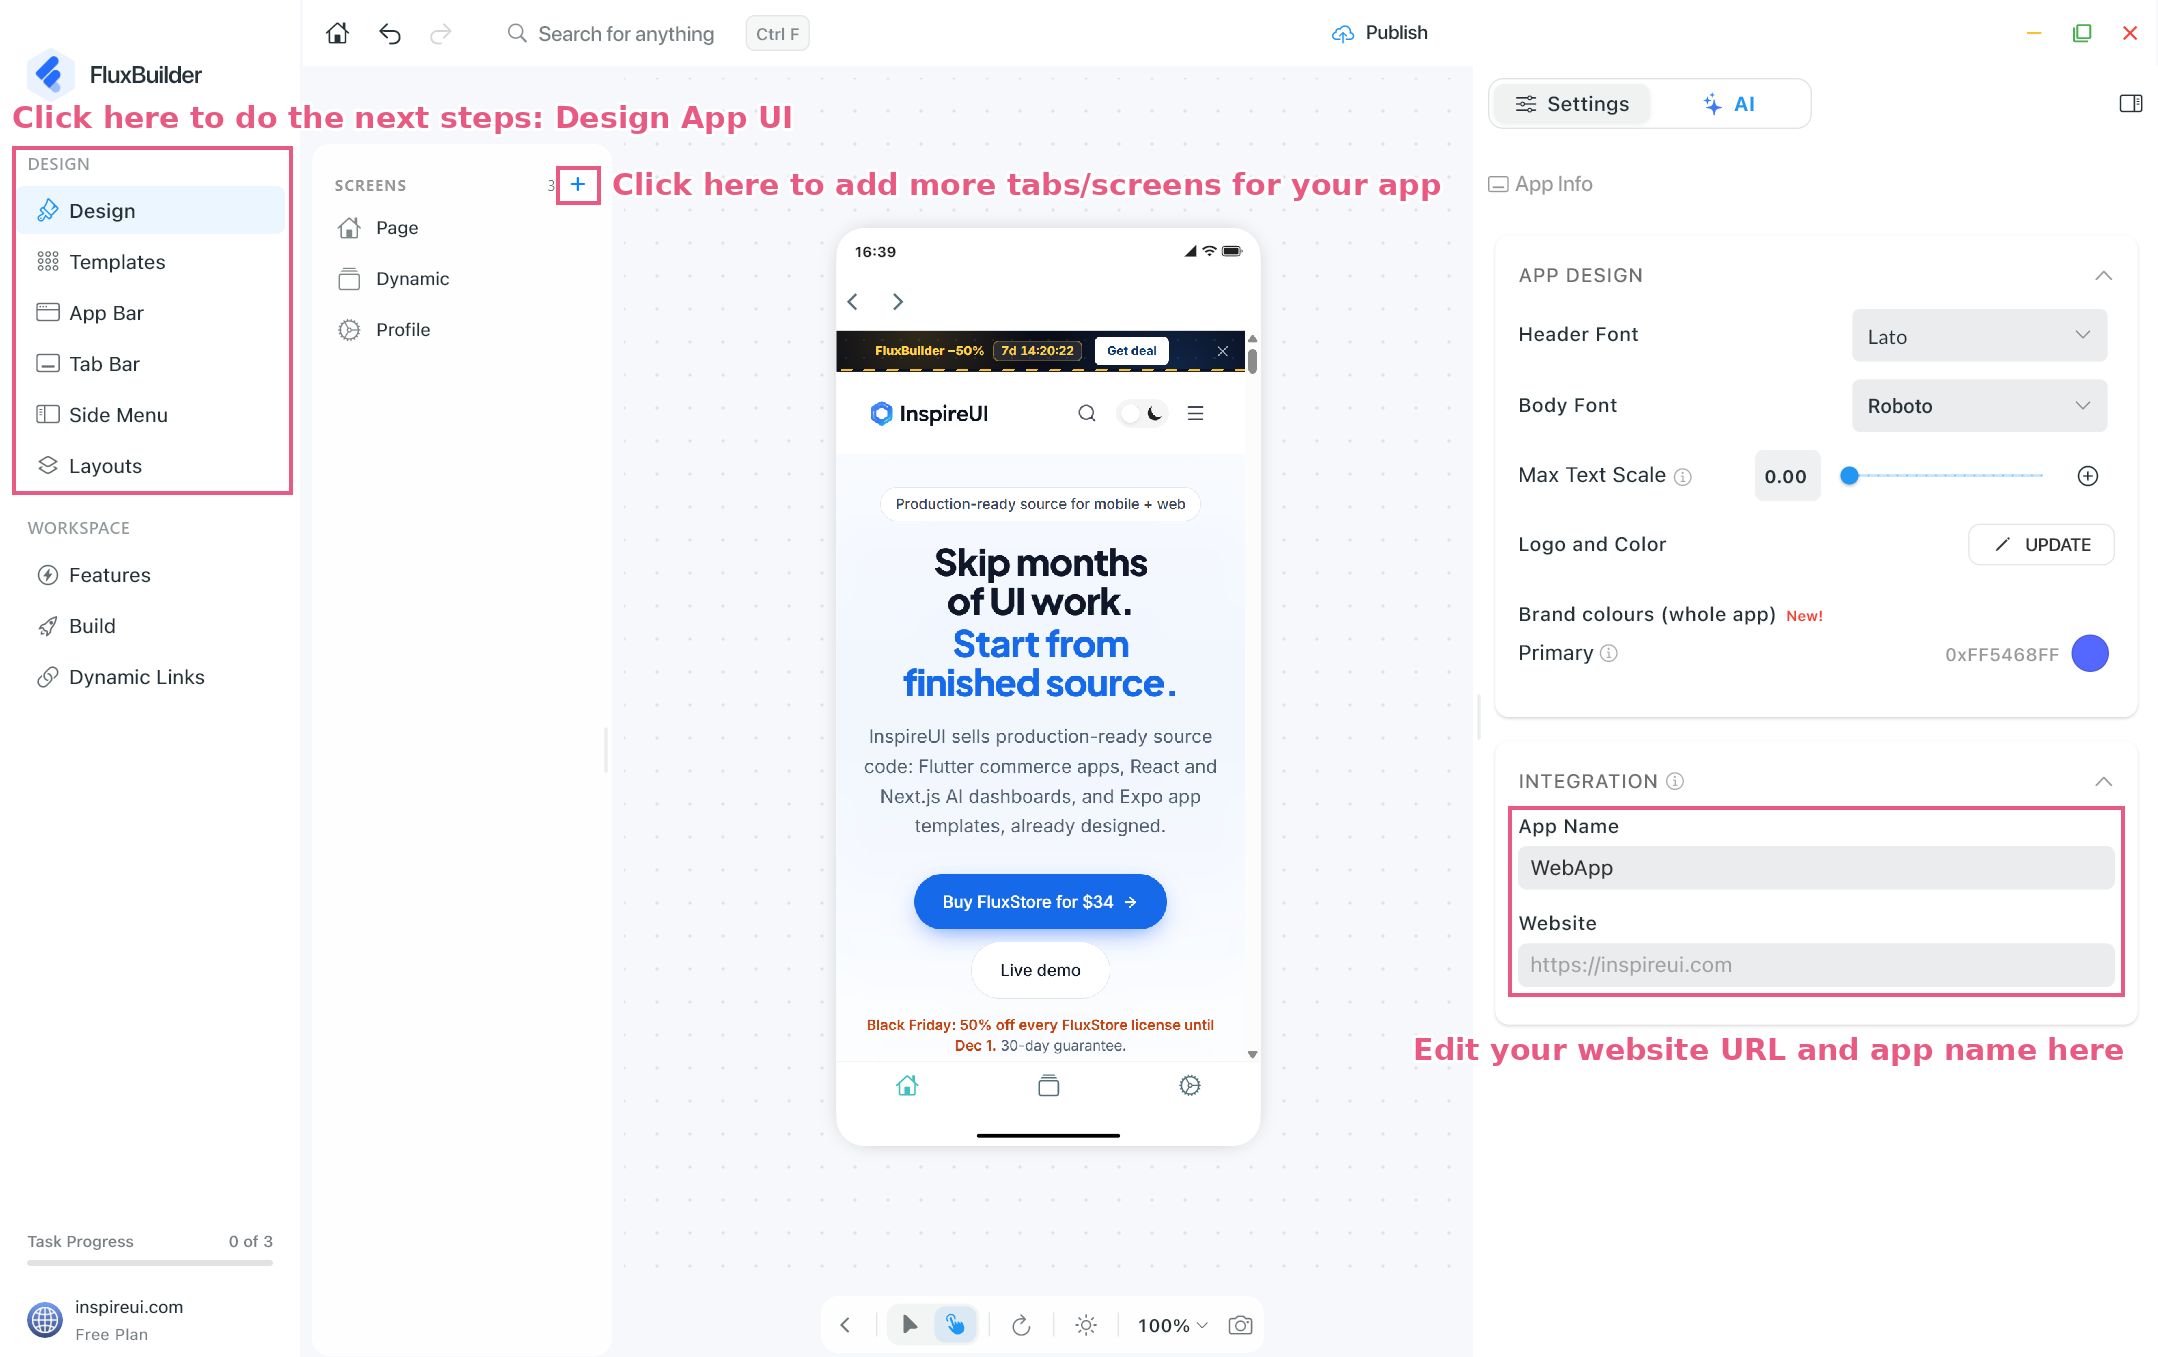 Search for anything
Ctrl F
Publish
FluxBuilder
Click here to do the next steps: Design App UI
DESIGN
Design
Templates
App Bar
Tab Bar
Side Menu
Layouts
WORKSPACE
Features
Build
Dynamic Links
Task Progress
0 of 3
inspireui.com
Free Plan
SCREENS
3
+
Click here to add more tabs/screens for your app
Page
Dynamic
Profile
16:39
FluxBuilder –50%
7d 14:20:22
Get deal
InspireUI
Production-ready source for mobile + web
Skip months
of UI work.
Start from
finished source.
InspireUI sells production-ready source
code: Flutter commerce apps, React and
Next.js AI dashboards, and Expo app
templates, already designed.
Buy FluxStore for $34 →
Live demo
Black Friday: 50% off every FluxStore license until
Dec 1. 30-day guarantee.
100%
Settings
AI
App Info
APP DESIGN
Header Font
Lato
Body Font
Roboto
Max Text Scale
0.00
Logo and Color
UPDATE
Brand colours (whole app) New!
Primary
0xFF5468FF
INTEGRATION
App Name
WebApp
Website
https://inspireui.com
Edit your website URL and app name here